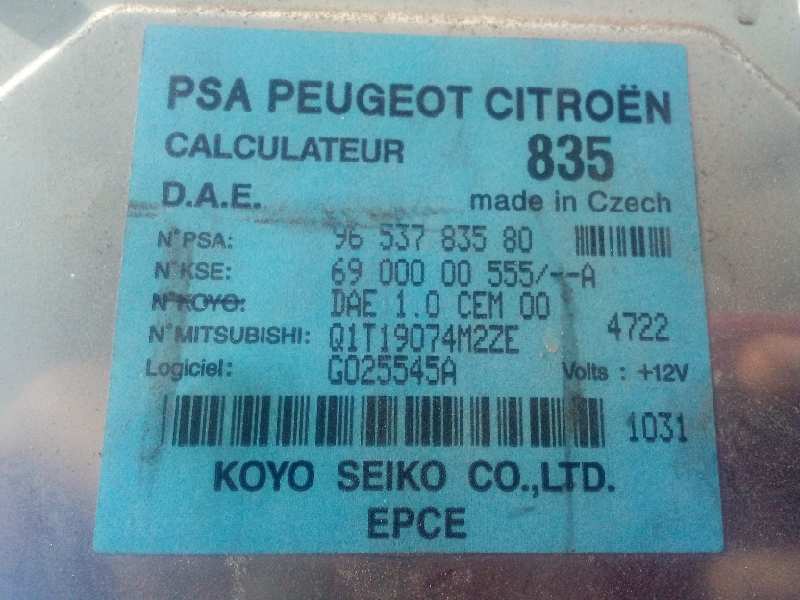 PSA PEUGEOT CITROËN
CALCULATEUR 835
D.A.E. made in Czech
N°PSA: 96 537 835 80
N°KSE: 69 000 00 555/--A
N°KOYO: DAE 1.0 CEM 00
N°MITSUBISHI: Q1T19074M2ZE 4722
Logiciel: G025545A Volts : +12V
1031
KOYO SEIKO CO.,LTD.
EPCE